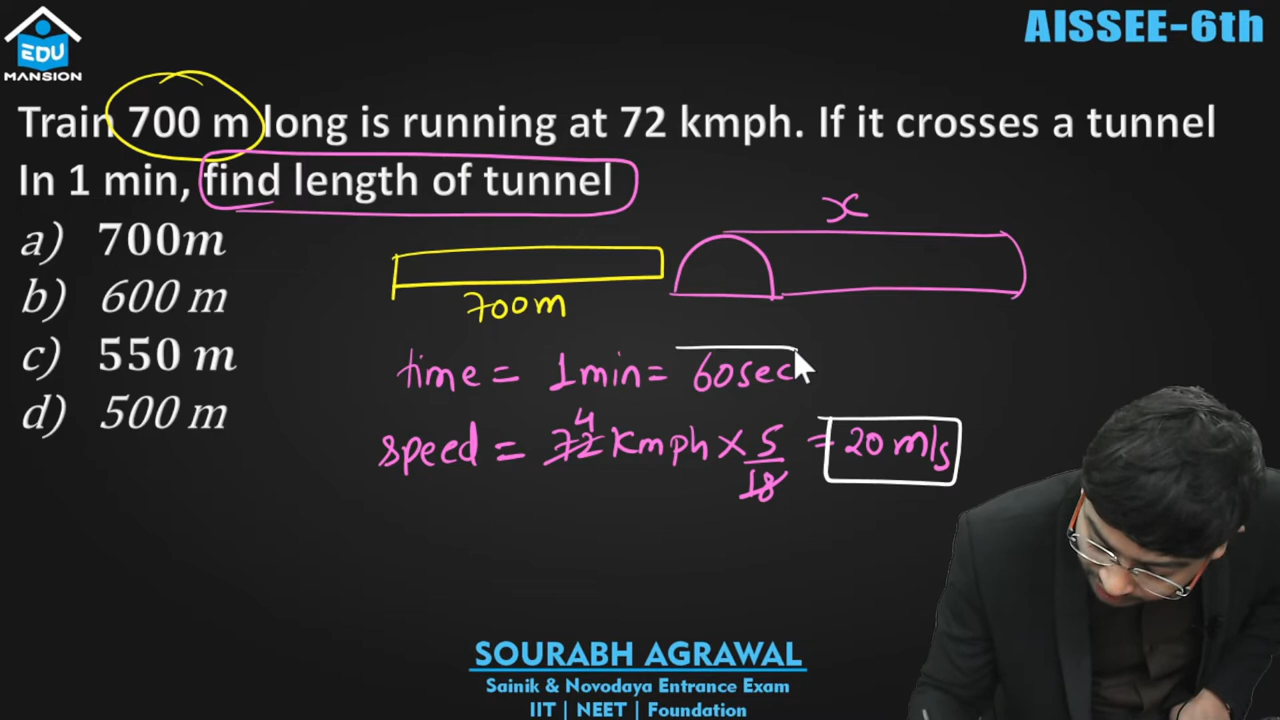 EDU
MANSION
AISSEE-6th
Train 700 m long is running at 72 kmph. If it crosses a tunnel
In 1 min, find length of tunnel
a) 700m
b) 600 m
c) 550 m
d) 500 m
x
700m
time = 1min = 60sec
4
speed = 72 kmph × 5/18 = 20 m/s
SOURABH AGRAWAL
Sainik & Novodaya Entrance Exam
IIT | NEET | Foundation